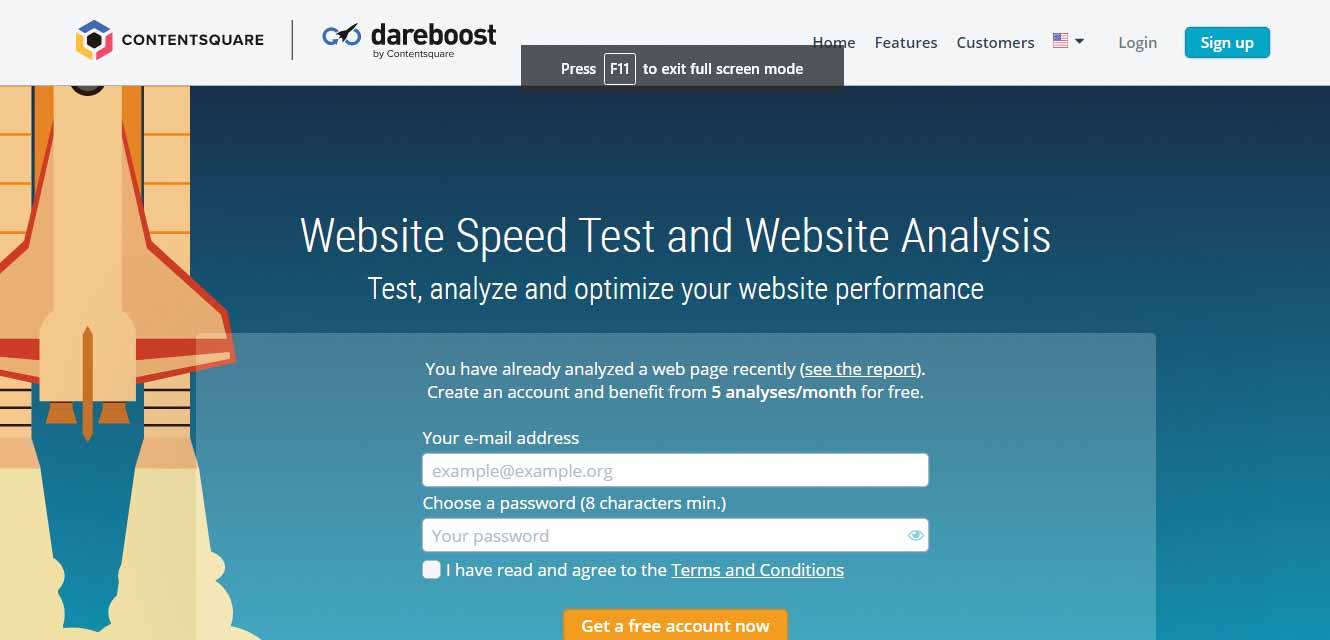 CONTENTSQUARE
dareboost
by Contentsquare
Home Features Customers Login Sign up
Press F11 to exit full screen mode
Website Speed Test and Website Analysis
Test, analyze and optimize your website performance
You have already analyzed a web page recently (see the report).
Create an account and benefit from 5 analyses/month for free.
Your e-mail address
example@example.org
Choose a password (8 characters min.)
Your password
I have read and agree to the Terms and Conditions
Get a free account now